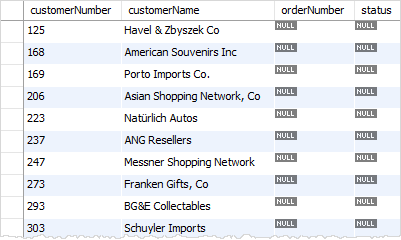 customerNumber customerName orderNumber status
125 Havel & Zbyszek Co NULL NULL
168 American Souvenirs Inc NULL NULL
169 Porto Imports Co. NULL NULL
206 Asian Shopping Network, Co NULL NULL
223 Natürlich Autos NULL NULL
237 ANG Resellers NULL NULL
247 Messner Shopping Network NULL NULL
273 Franken Gifts, Co NULL NULL
293 BG&E Collectables NULL NULL
303 Schuyler Imports NULL NULL